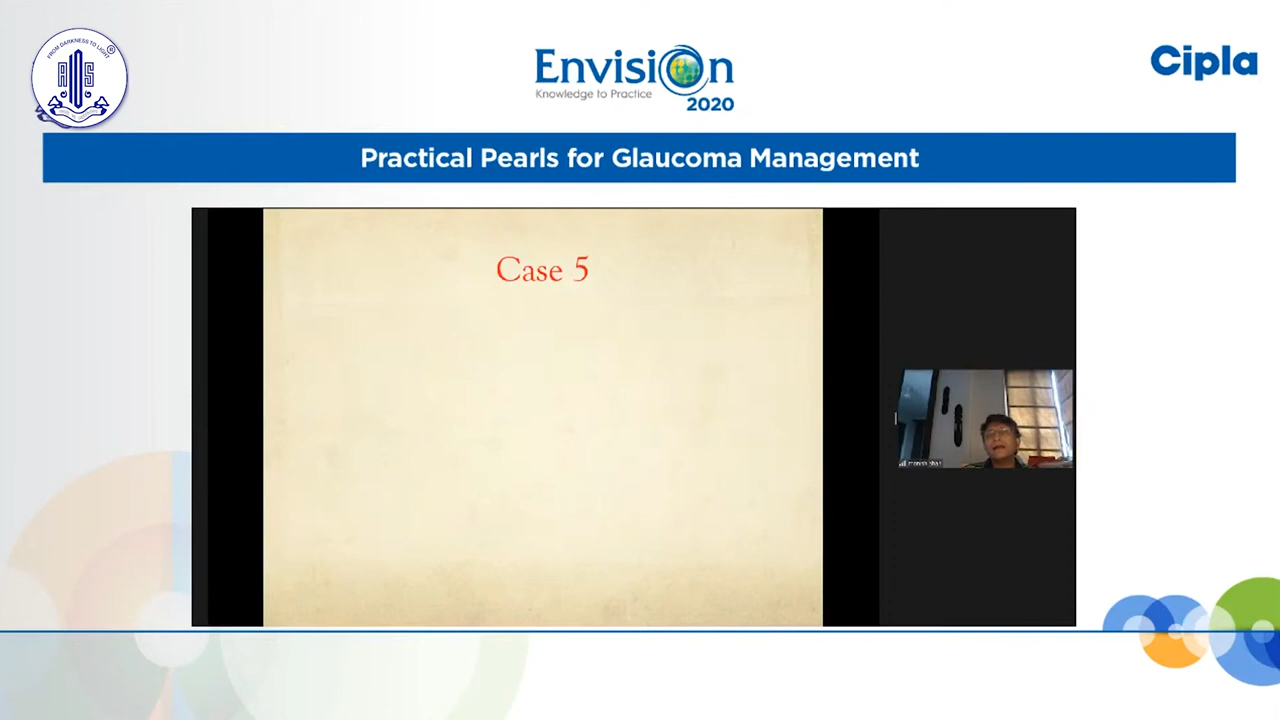 FROM DARKNESS TO LIGHT
R
Envision
Knowledge to Practice
2020
Cipla
Practical Pearls for Glaucoma Management
Case 5